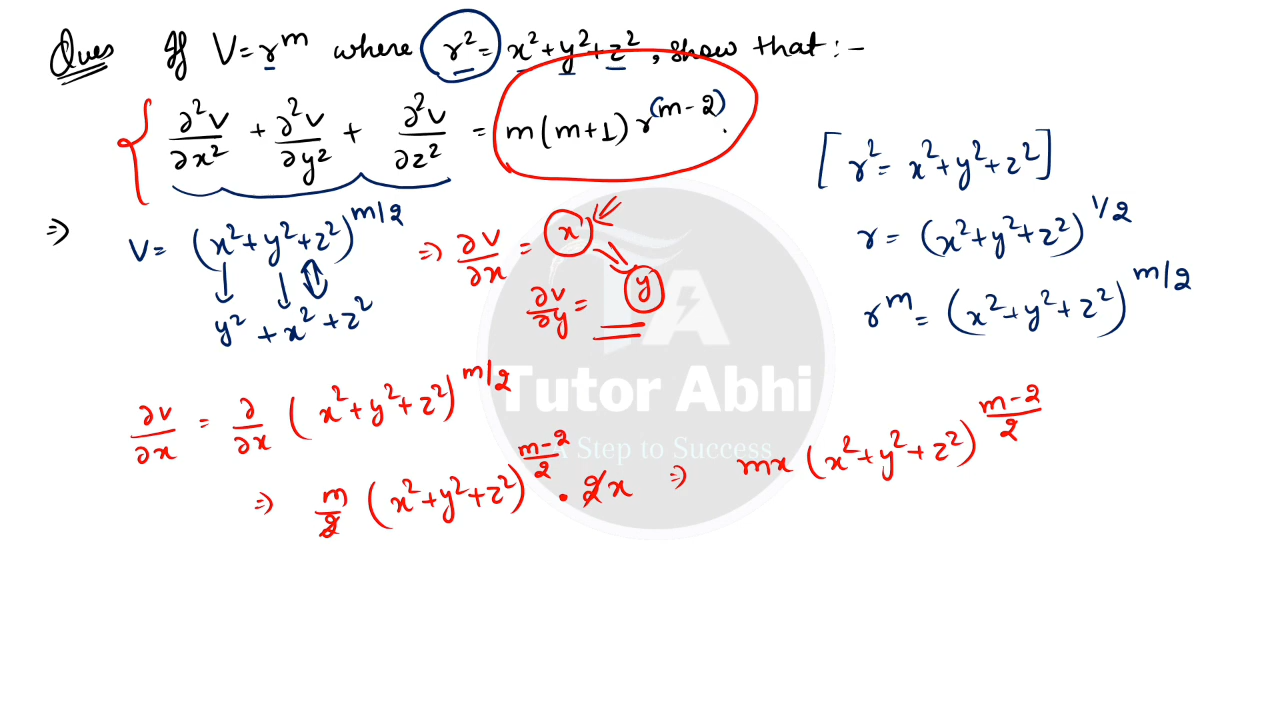 Ques If V = r^m where r² = x² + y² + z², show that :-
∂²V/∂x² + ∂²V/∂y² + ∂²V/∂z² = m(m+1) r^(m-2).
[r² = x² + y² + z²]
⇒ V = (x² + y² + z²)^m/2 ⇒ ∂V/∂x = x
r = (x² + y² + z²)^1/2
y² + x² + z²
∂V/∂y = y
r^m = (x² + y² + z²)^m/2
TA
Tutor Abhi
A Step to Success
∂V/∂x = ∂/∂x (x² + y² + z²)^m/2
⇒ m/2 (x² + y² + z²)^(m-2)/2 · 2x ⇒ mx (x² + y² + z²)^(m-2)/2